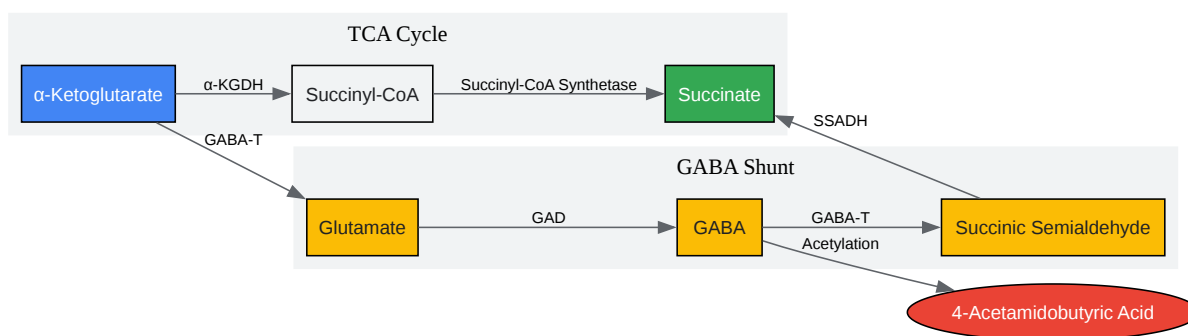 TCA Cycle
α-Ketoglutarate
α-KGDH
Succinyl-CoA
Succinyl-CoA Synthetase
Succinate
GABA-T
SSADH
GABA Shunt
Glutamate
GAD
GABA
GABA-T
Succinic Semialdehyde
Acetylation
4-Acetamidobutyric Acid